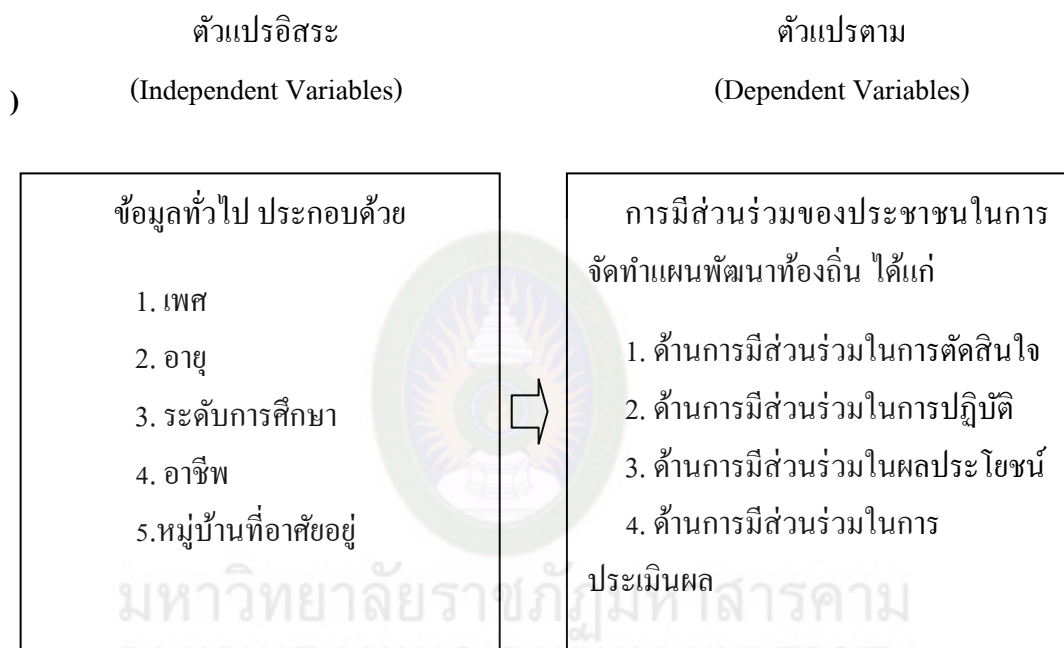 ตัวแปรอิสระ
(Independent Variables)
ตัวแปรตาม
(Dependent Variables)
)
ข้อมูลทั่วไป ประกอบด้วย
1. เพศ
2. อายุ
3. ระดับการศึกษา
4. อาชีพ
5.หมู่บ้านที่อาศัยอยู่
การมีส่วนร่วมของประชาชนในการ
จัดทำแผนพัฒนาท้องถิ่น ได้แก่
1. ด้านการมีส่วนร่วมในการตัดสินใจ
2. ด้านการมีส่วนร่วมในการปฏิบัติ
3. ด้านการมีส่วนร่วมในผลประโยชน์
4. ด้านการมีส่วนร่วมในการ
ประเมินผล
มหาวิทยาลัยราชภัฏมหาสารคาม